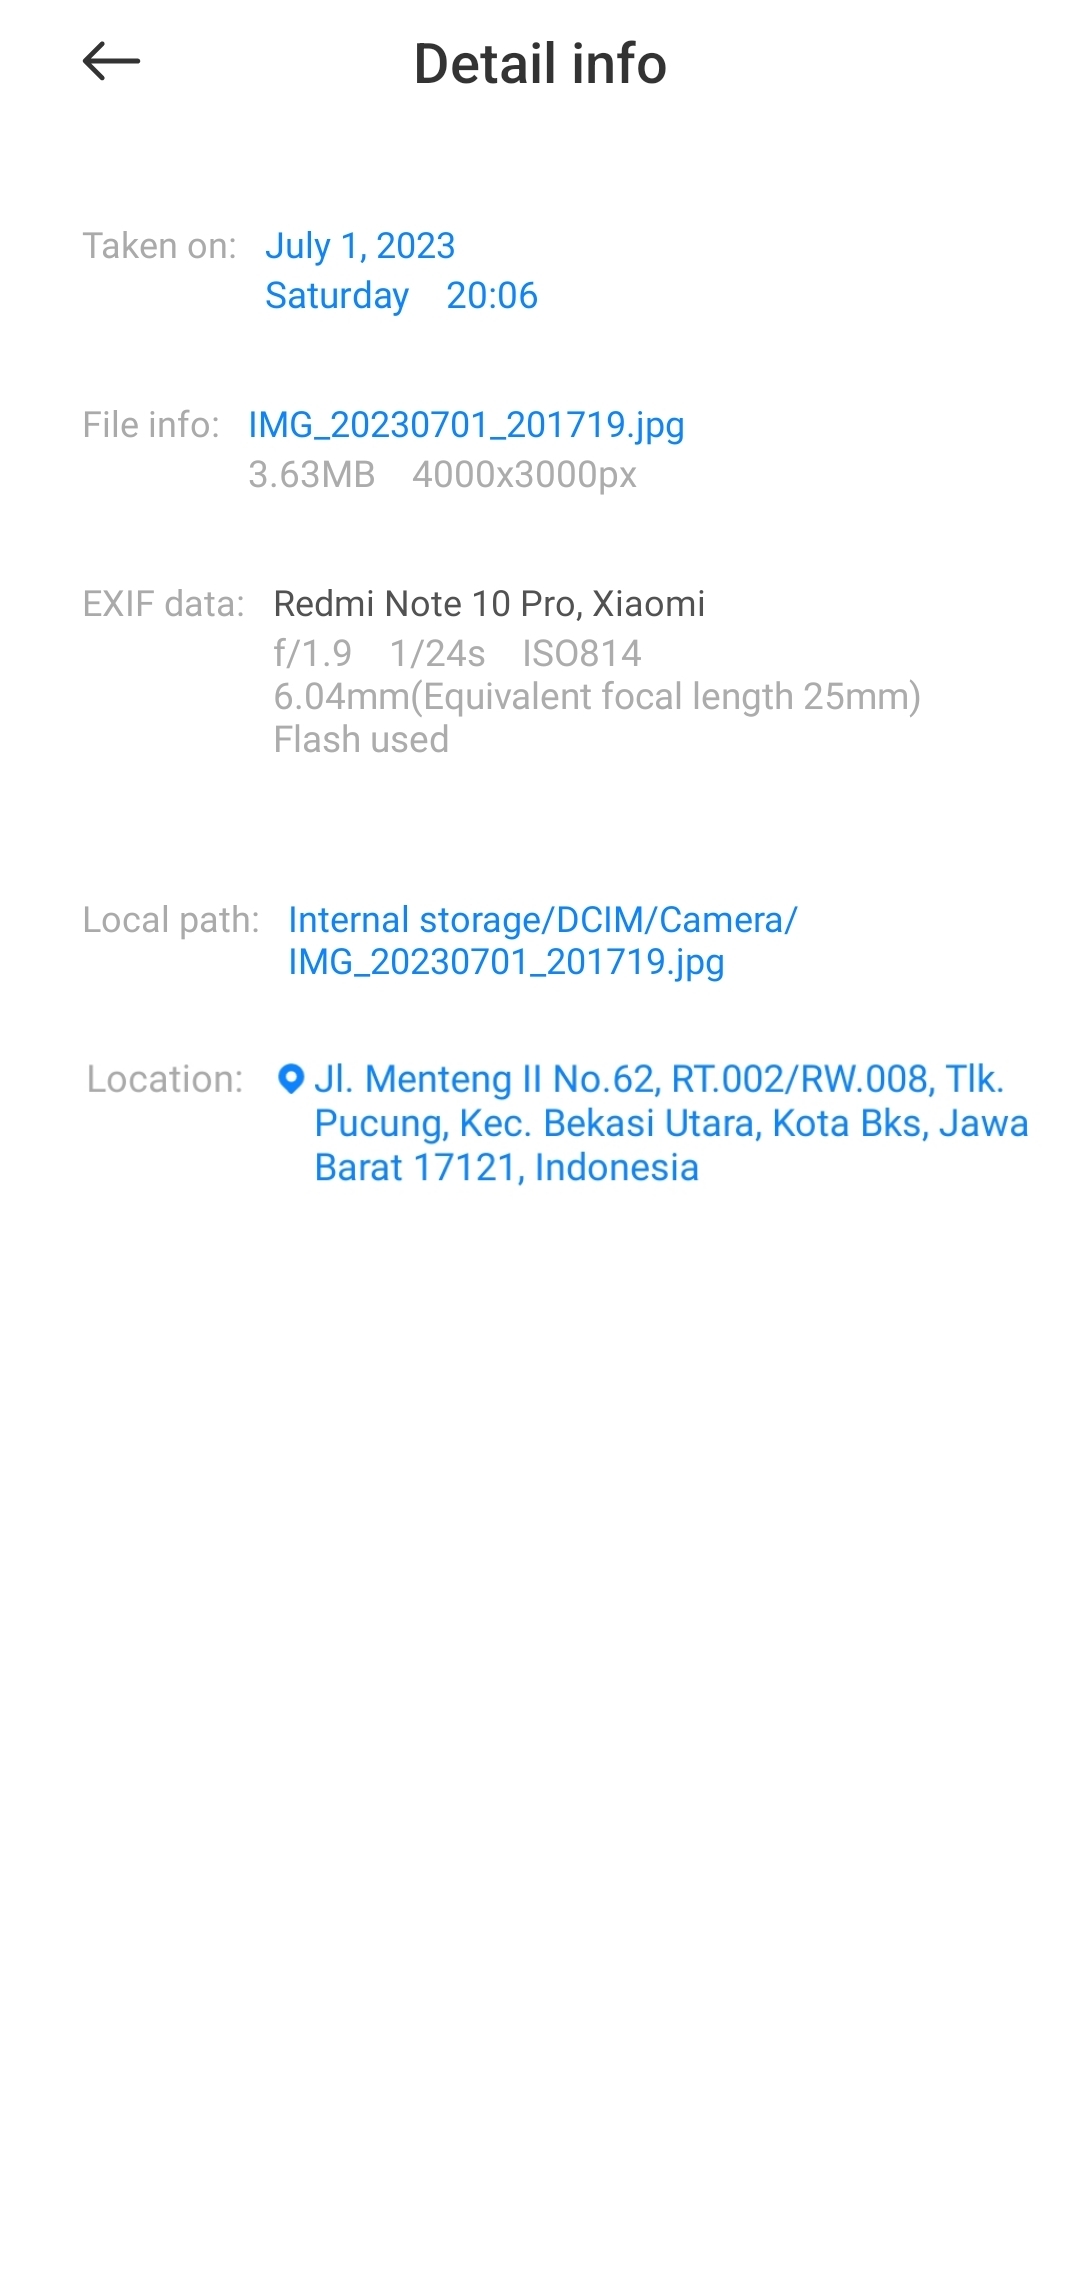 Detail info
Taken on: July 1, 2023
Saturday 20:06
File info: IMG_20230701_201719.jpg
3.63MB 4000x3000px
EXIF data: Redmi Note 10 Pro, Xiaomi
f/1.9 1/24s ISO814
6.04mm(Equivalent focal length 25mm)
Flash used
Local path: Internal storage/DCIM/Camera/
IMG_20230701_201719.jpg
Location: Jl. Menteng II No.62, RT.002/RW.008, Tlk.
Pucung, Kec. Bekasi Utara, Kota Bks, Jawa
Barat 17121, Indonesia